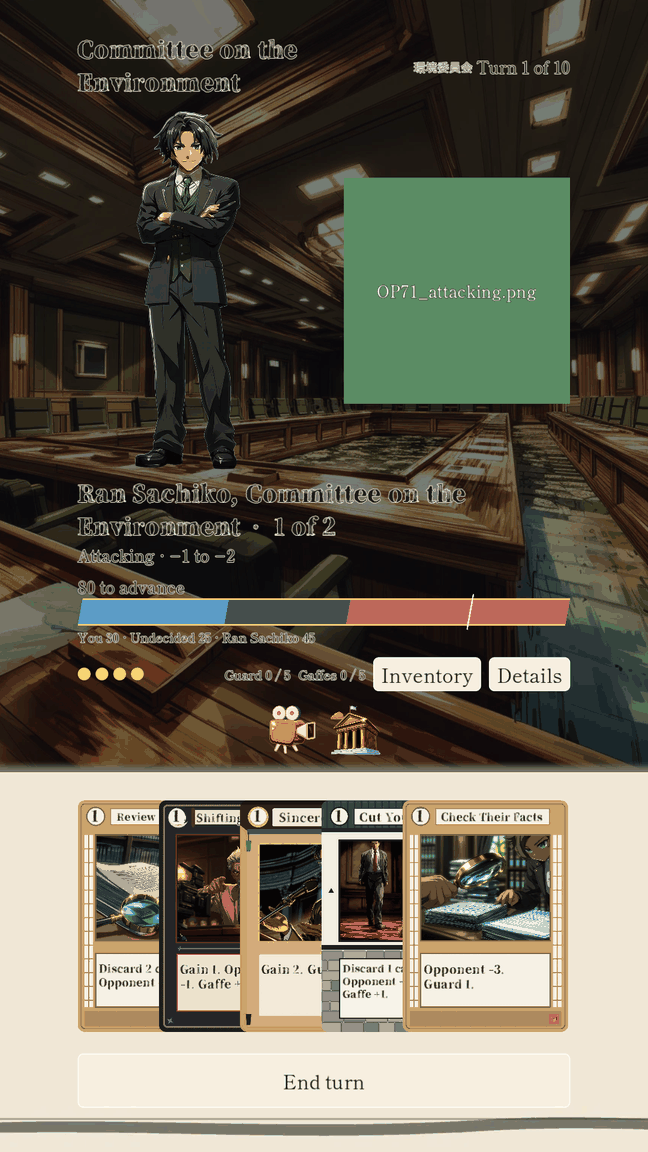 Committee on the
Environment
環境委員会 Turn 1 of 10
OP71_attacking.png
Ran Sachiko, Committee on the
Environment · 1 of 2
Attacking · −1 to −2
80 to advance
You 30 · Undecided 25 · Ran Sachiko 45
Guard 0/5 Gaffes 0/5 Inventory Details
1 Review
1 Shifting
1 Sincer
1 Cut Yo
1 Check Their Facts
Discard 2 c
Opponent
Gain 1. Op
-1. Gaffe +
Gain 2. Gu
Discard 1 ca
Opponent -
Gaffe +1.
Opponent -3.
Guard 1.
End turn